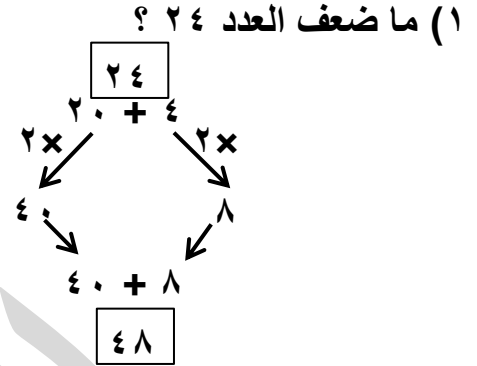 ١) ما ضعف العدد ٢٤ ؟
٢٤
٢٠ + ٤
٢× ٢×
٤٠ ٨
٤٠ + ٨
٤٨